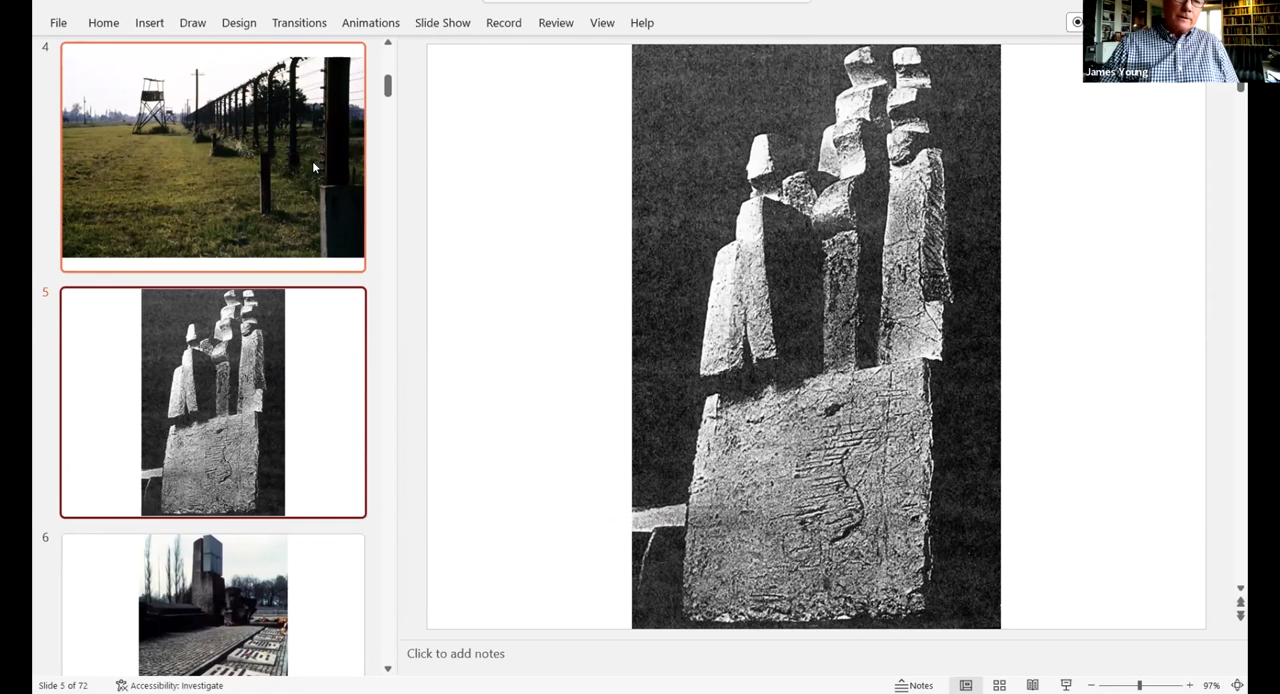 File Home Insert Draw Design Transitions Animations Slide Show Record Review View Help
James Young
4
5
6
Click to add notes
Slide 5 of 72 Accessibility: Investigate Notes 97%